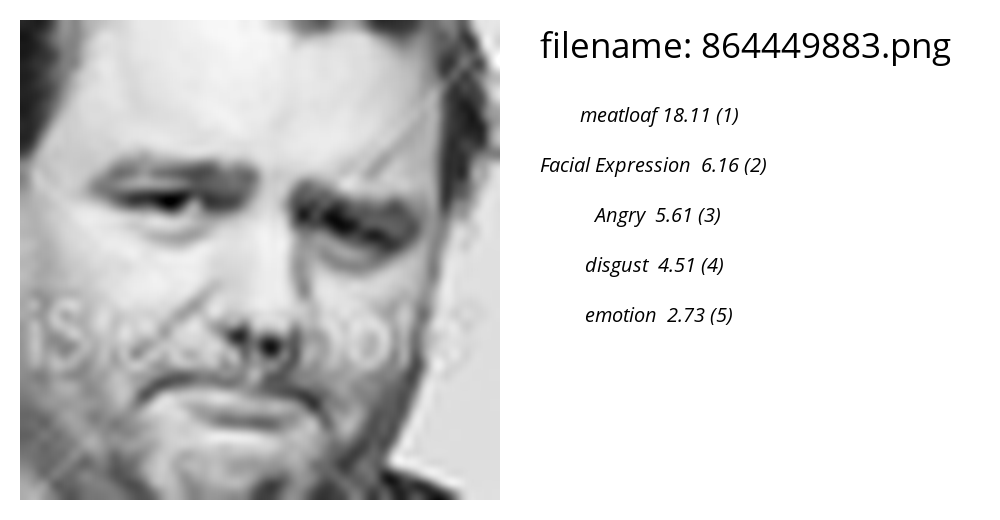 filename: 864449883.png
meatloaf 18.11 (1)
Facial Expression 6.16 (2)
Angry 5.61 (3)
disgust 4.51 (4)
emotion 2.73 (5)